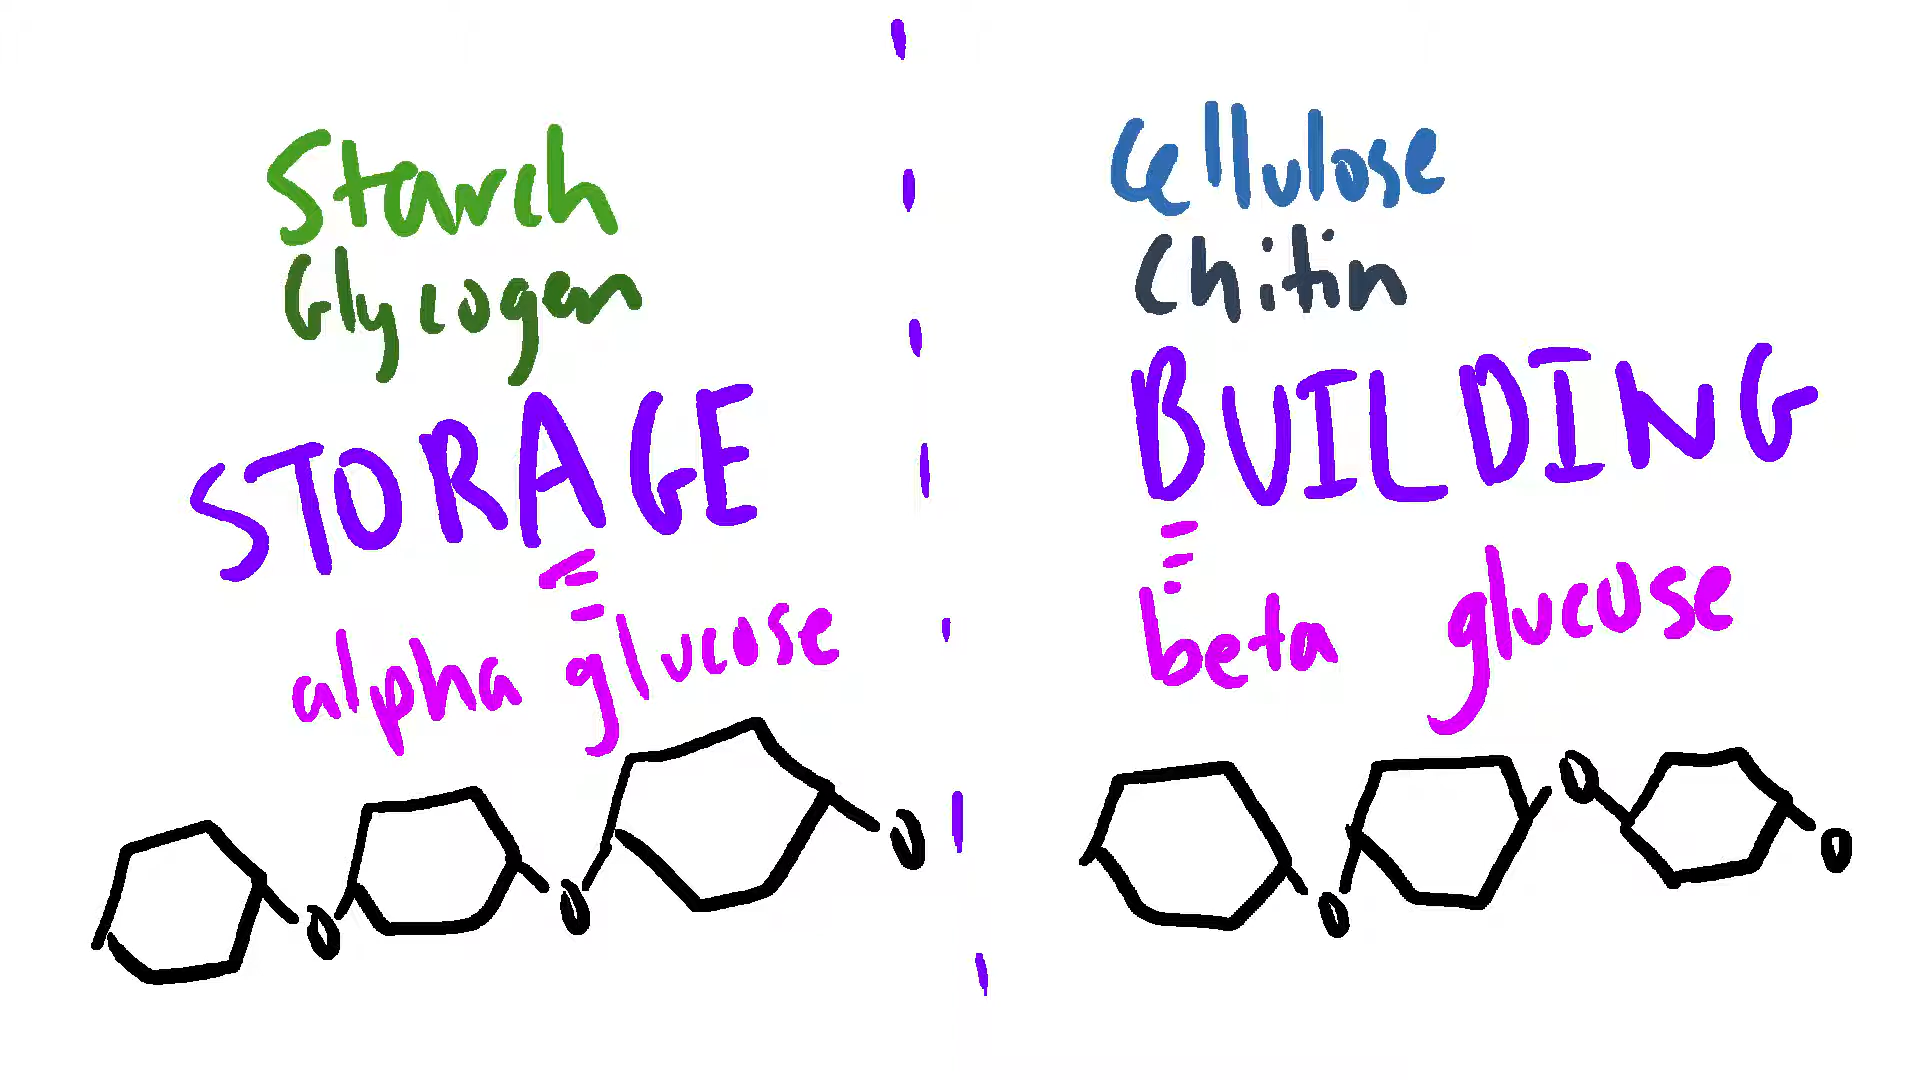 Starch
Glycogen
STORAGE
alpha glucose
O O O
Cellulose
Chitin
BUILDING
beta glucose
O O O